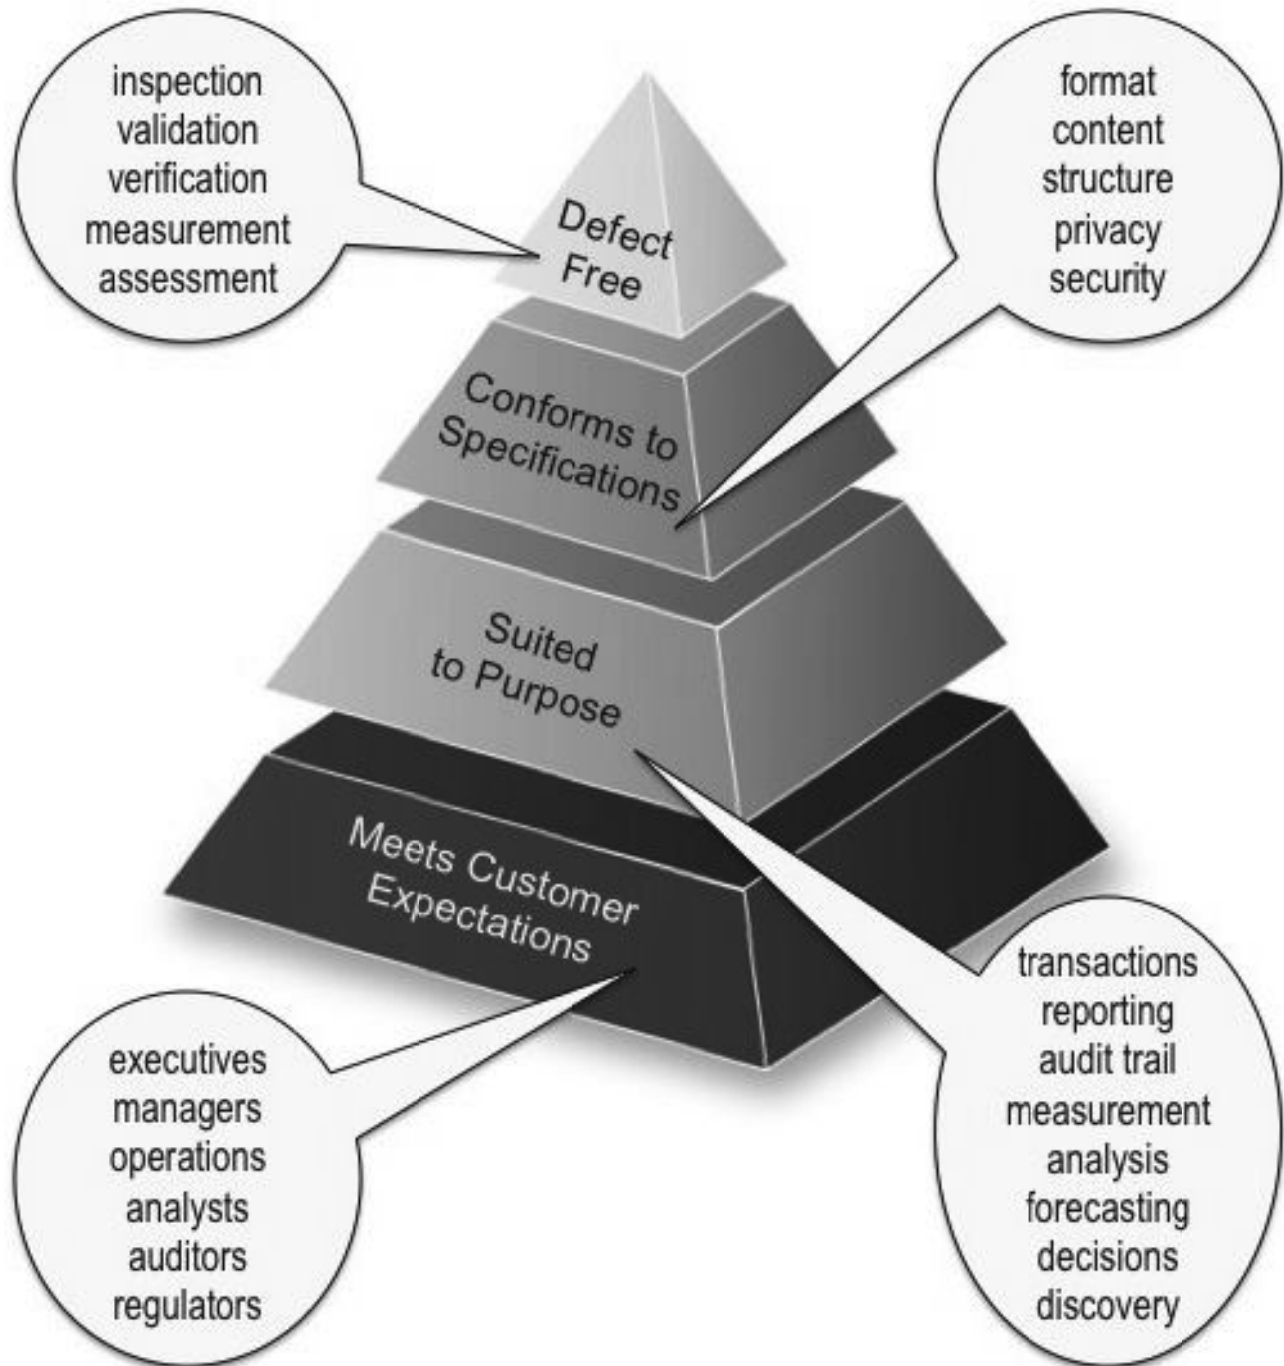 inspection
validation
verification
measurement
assessment
format
content
structure
privacy
security
Defect
Free
Conforms to
Specifications
Suited
to Purpose
Meets Customer
Expectations
executives
managers
operations
analysts
auditors
regulators
transactions
reporting
audit trail
measurement
analysis
forecasting
decisions
discovery